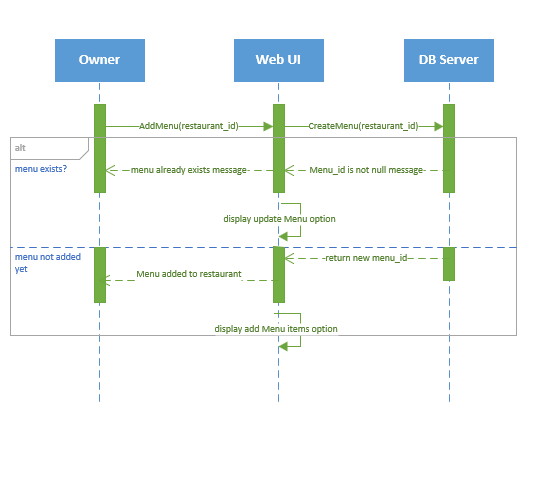 Owner
Web UI
DB Server
AddMenu(restaurant_id)
CreateMenu(restaurant_id)
alt
menu exists?
menu already exists message
Menu_id is not null message
display update Menu option
menu not added
yet
return new menu_id
Menu added to restaurant
display add Menu items option